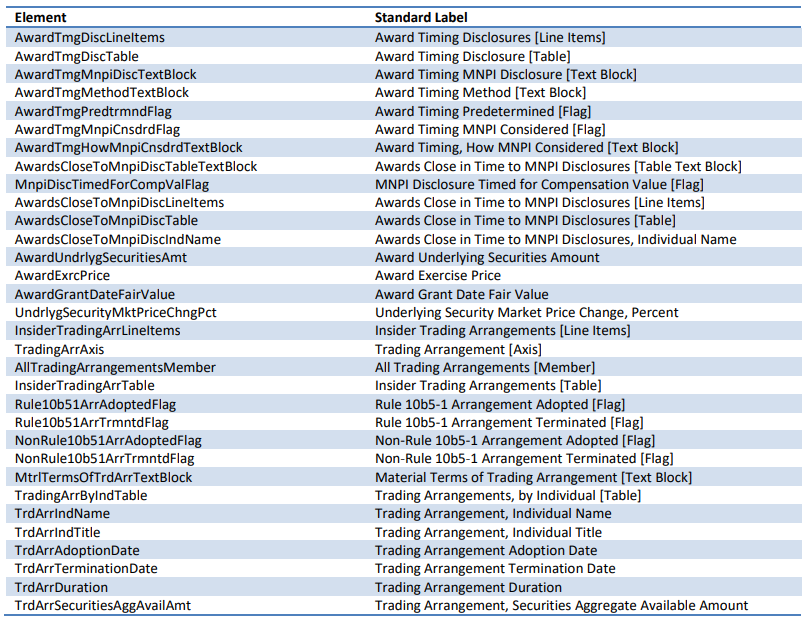 Element Standard Label
AwardTmgDiscLineItems Award Timing Disclosures [Line Items]
AwardTmgDiscTable Award Timing Disclosure [Table]
AwardTmgMnpiDiscTextBlock Award Timing MNPI Disclosure [Text Block]
AwardTmgMethodTextBlock Award Timing Method [Text Block]
AwardTmgPredtrmndFlag Award Timing Predetermined [Flag]
AwardTmgMnpiCnsdrdFlag Award Timing MNPI Considered [Flag]
AwardTmgHowMnpiCnsdrdTextBlock Award Timing, How MNPI Considered [Text Block]
AwardsCloseToMnpiDiscTableTextBlock Awards Close in Time to MNPI Disclosures [Table Text Block]
MnpiDiscTimedForCompValFlag MNPI Disclosure Timed for Compensation Value [Flag]
AwardsCloseToMnpiDiscLineItems Awards Close in Time to MNPI Disclosures [Line Items]
AwardsCloseToMnpiDiscTable Awards Close in Time to MNPI Disclosures [Table]
AwardsCloseToMnpiDiscIndName Awards Close in Time to MNPI Disclosures, Individual Name
AwardUndrlygSecuritiesAmt Award Underlying Securities Amount
AwardExrcPrice Award Exercise Price
AwardGrantDateFairValue Award Grant Date Fair Value
UndrlygSecurityMktPriceChngPct Underlying Security Market Price Change, Percent
InsiderTradingArrLineItems Insider Trading Arrangements [Line Items]
TradingArrAxis Trading Arrangement [Axis]
AllTradingArrangementsMember All Trading Arrangements [Member]
InsiderTradingArrTable Insider Trading Arrangements [Table]
Rule10b51ArrAdoptedFlag Rule 10b5-1 Arrangement Adopted [Flag]
Rule10b51ArrTrmntdFlag Rule 10b5-1 Arrangement Terminated [Flag]
NonRule10b51ArrAdoptedFlag Non-Rule 10b5-1 Arrangement Adopted [Flag]
NonRule10b51ArrTrmntdFlag Non-Rule 10b5-1 Arrangement Terminated [Flag]
MtrlTermsOfTrdArrTextBlock Material Terms of Trading Arrangement [Text Block]
TradingArrByIndTable Trading Arrangements, by Individual [Table]
TrdArrIndName Trading Arrangement, Individual Name
TrdArrIndTitle Trading Arrangement, Individual Title
TrdArrAdoptionDate Trading Arrangement Adoption Date
TrdArrTerminationDate Trading Arrangement Termination Date
TrdArrDuration Trading Arrangement Duration
TrdArrSecuritiesAggAvailAmt Trading Arrangement, Securities Aggregate Available Amount